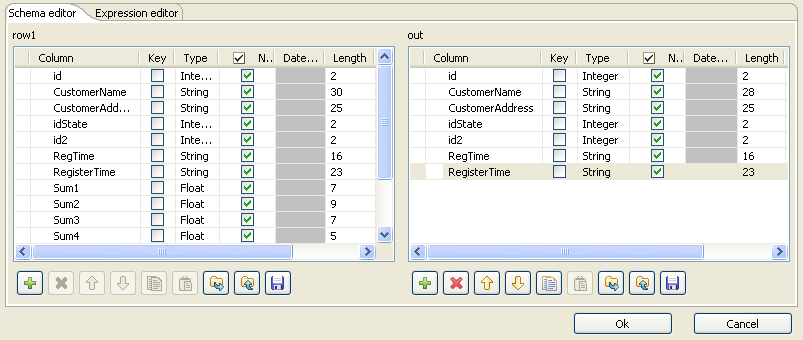 Schema editor Expression editor
row1
Column Key Type N... Date... Length
id Inte... 2
CustomerName String 30
CustomerAdd... String 25
idState Inte... 2
id2 Inte... 2
RegTime String 16
RegisterTime String 23
Sum1 Float 7
Sum2 Float 9
Sum3 Float 7
Sum4 Float 5
out
Column Key Type N... Date... Length
id Integer 2
CustomerName String 28
CustomerAddress String 25
idState Integer 2
id2 Integer 2
RegTime String 16
RegisterTime String 23
Ok Cancel